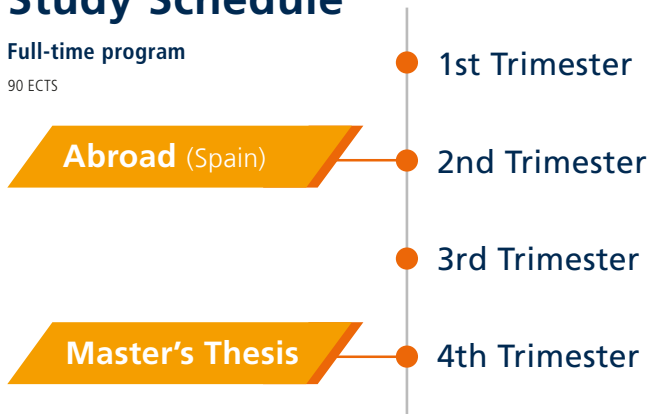 Study Schedule
Full-time program
90 ECTS
1st Trimester
Abroad (Spain)
2nd Trimester
3rd Trimester
Master's Thesis
4th Trimester